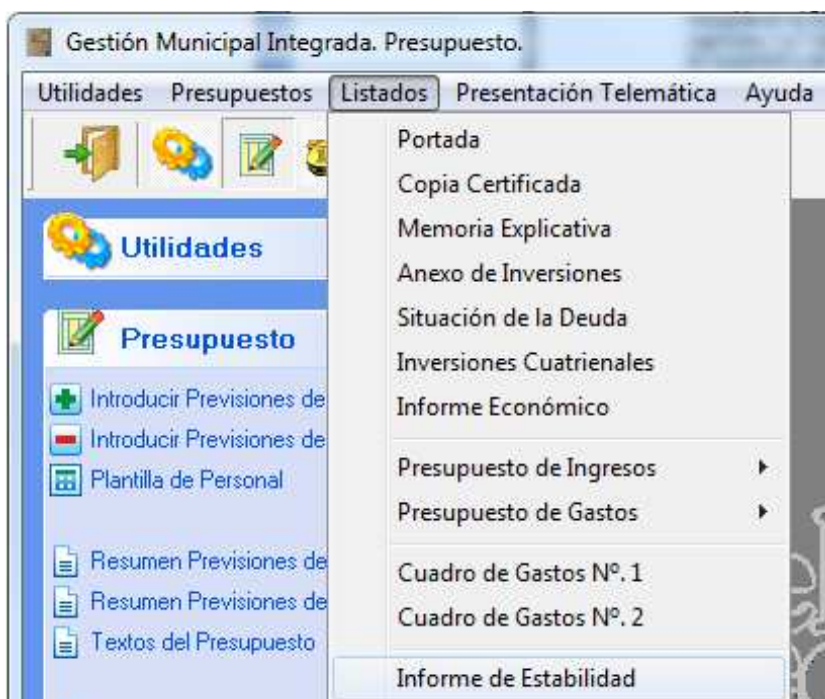 Gestión Municipal Integrada. Presupuesto.
Utilidades Presupuestos Listados Presentación Telemática Ayuda
Utilidades
Presupuesto
Introducir Previsiones de
Introducir Previsiones de
Plantilla de Personal
Resumen Previsiones de
Resumen Previsiones de
Textos del Presupuesto
Portada
Copia Certificada
Memoria Explicativa
Anexo de Inversiones
Situación de la Deuda
Inversiones Cuatrienales
Informe Económico
Presupuesto de Ingresos
Presupuesto de Gastos
Cuadro de Gastos Nº. 1
Cuadro de Gastos Nº. 2
Informe de Estabilidad